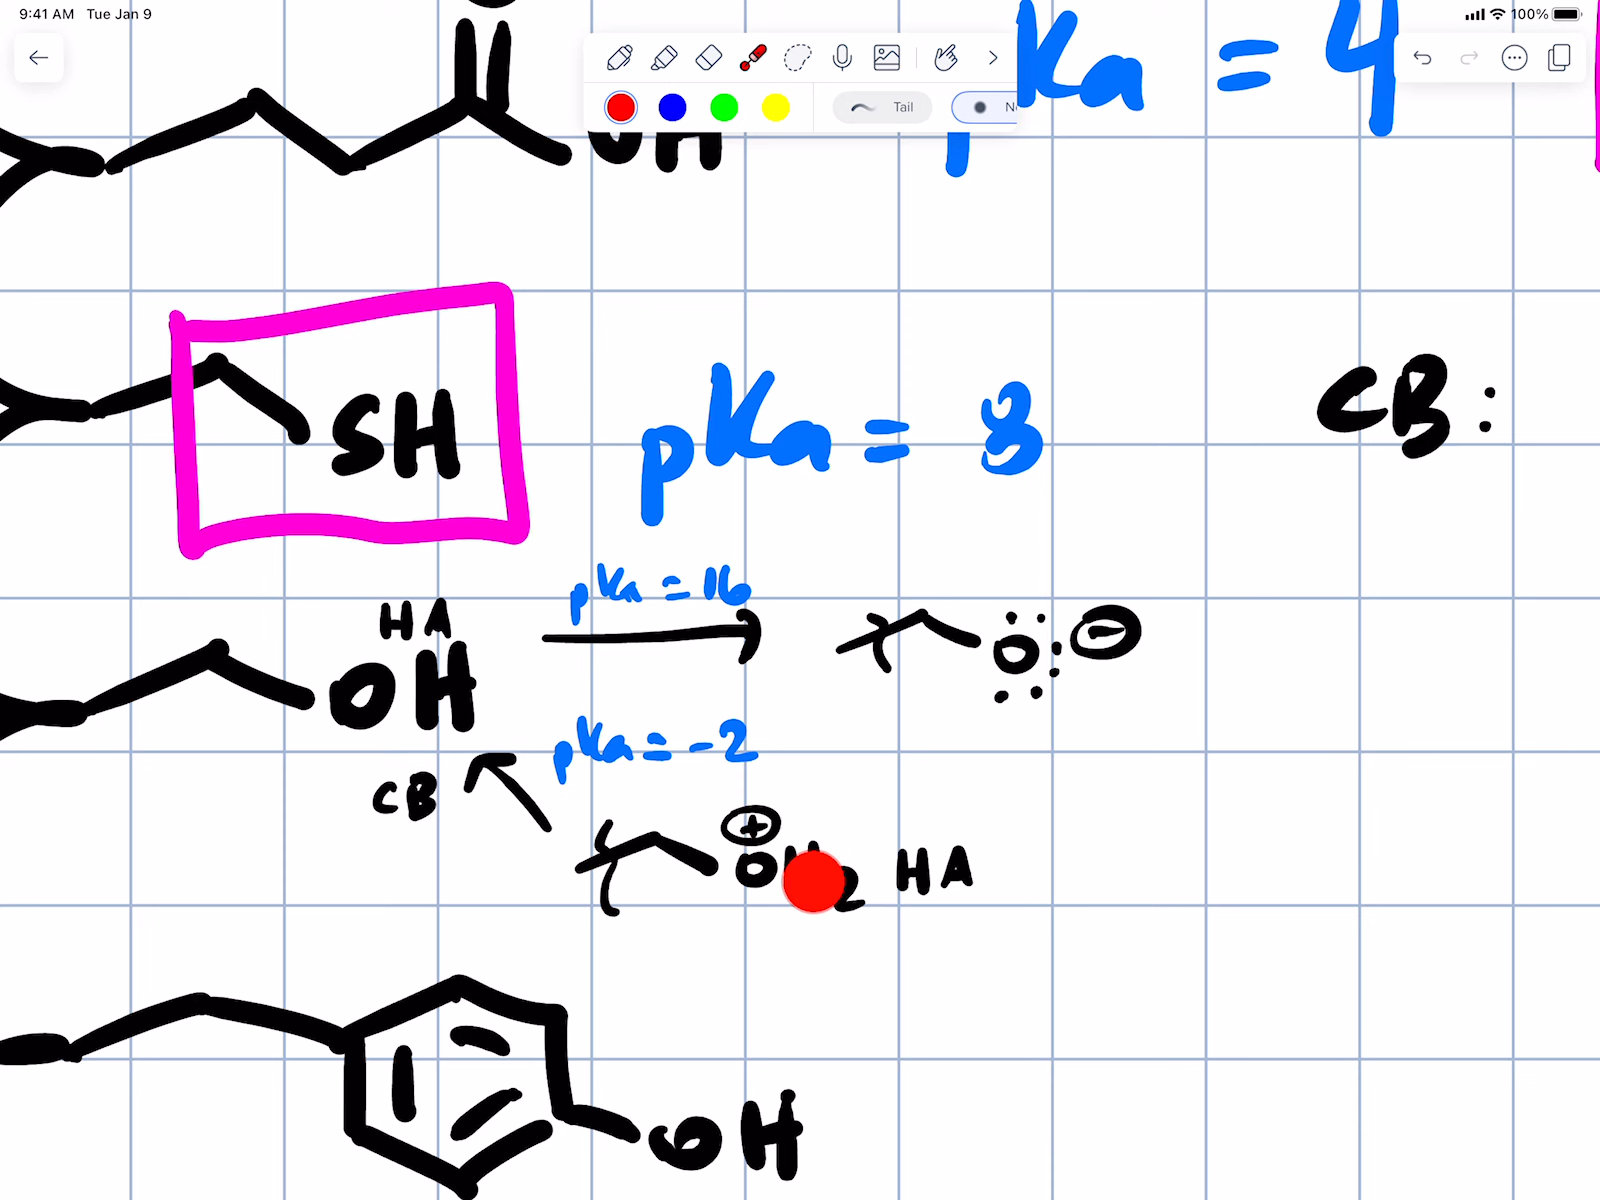 9:41 AM Tue Jan 9
100%
Tail
pKa = 4
OH
SH
pKa = 8
CB:
HA
pKa = 16
OH
O
pKa = -2
CB
HA
OH